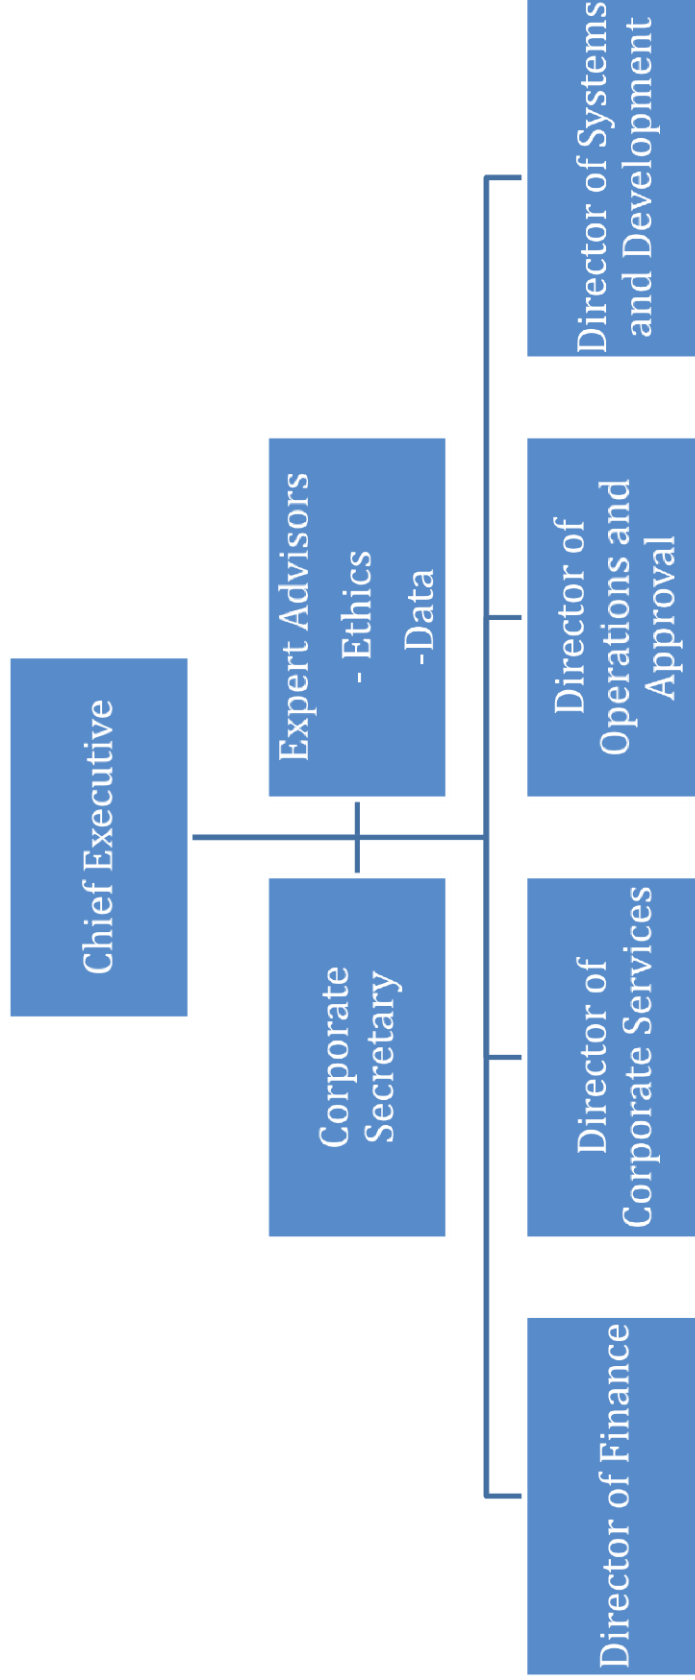 Chief Executive
Corporate
Secretary
Expert Advisors
- Ethics
-Data
Director of Finance
Director of
Corporate Services
Director of
Operations and
Approval
Director of Systems
and Development